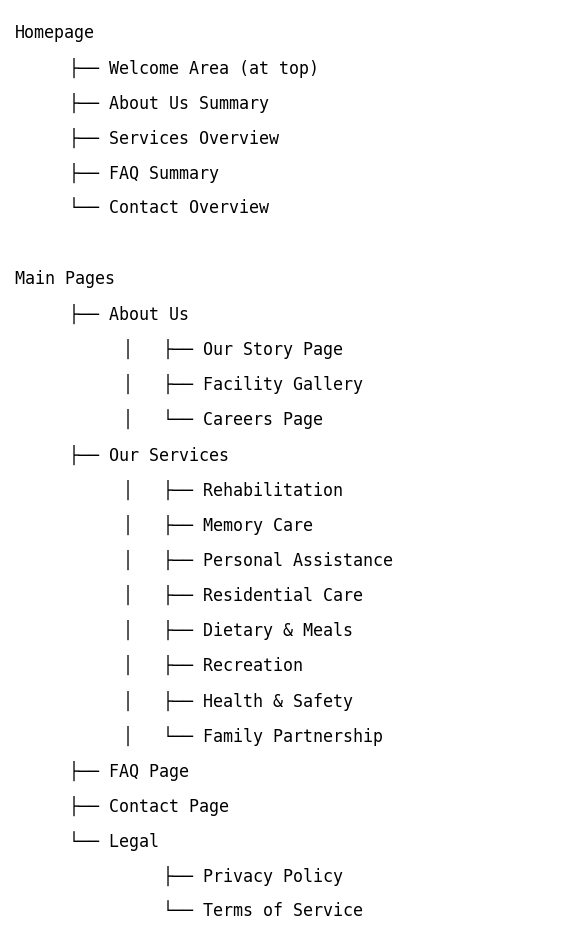 Homepage
├── Welcome Area (at top)
├── About Us Summary
├── Services Overview
├── FAQ Summary
└── Contact Overview
Main Pages
├── About Us
│   ├── Our Story Page
│   ├── Facility Gallery
│   └── Careers Page
├── Our Services
│   ├── Rehabilitation
│   ├── Memory Care
│   ├── Personal Assistance
│   ├── Residential Care
│   ├── Dietary & Meals
│   ├── Recreation
│   ├── Health & Safety
│   └── Family Partnership
├── FAQ Page
├── Contact Page
└── Legal
    ├── Privacy Policy
    └── Terms of Service